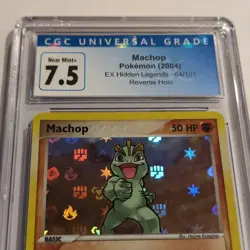 CGC UNIVERSAL GRADE
Near Mint+
7.5
Machop
Pokémon (2004)
EX Hidden Legends - 64/101
Reverse Holo
Machop
50 HP
BASIC